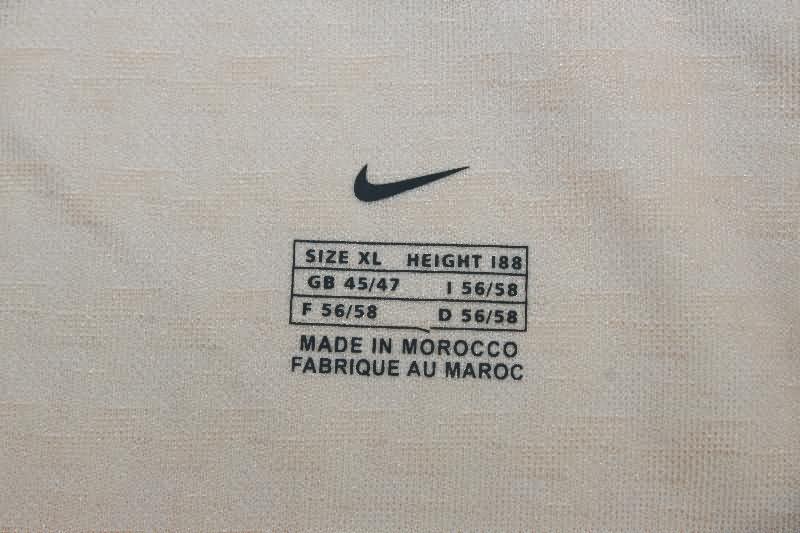 SIZE XL HEIGHT 188
GB 45/47 I 56/58
F 56/58 D 56/58
MADE IN MOROCCO
FABRIQUE AU MAROC